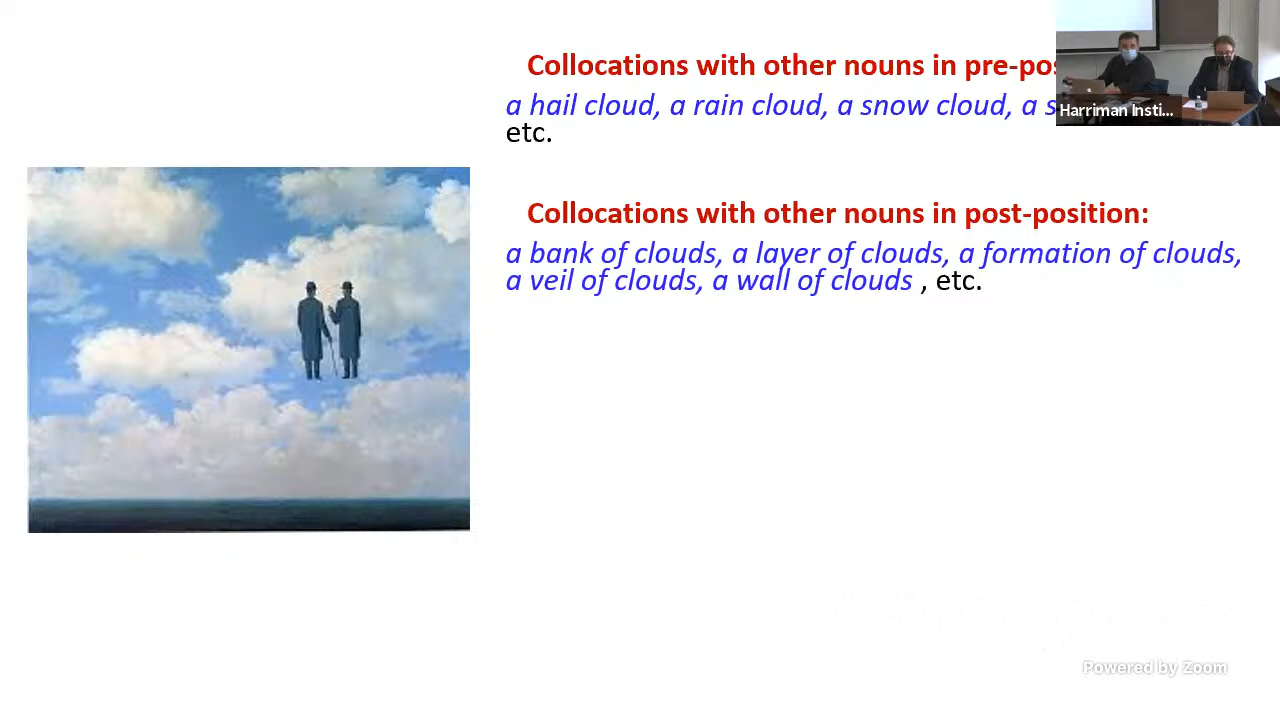 Collocations with other nouns in
a hail cloud, a rain cloud, a snow cloud, a
etc.
Harriman Insti...
Collocations with other nouns in post-position:
a bank of clouds, a layer of clouds, a formation of clouds,
a veil of clouds, a wall of clouds , etc.
Powered by Zoom